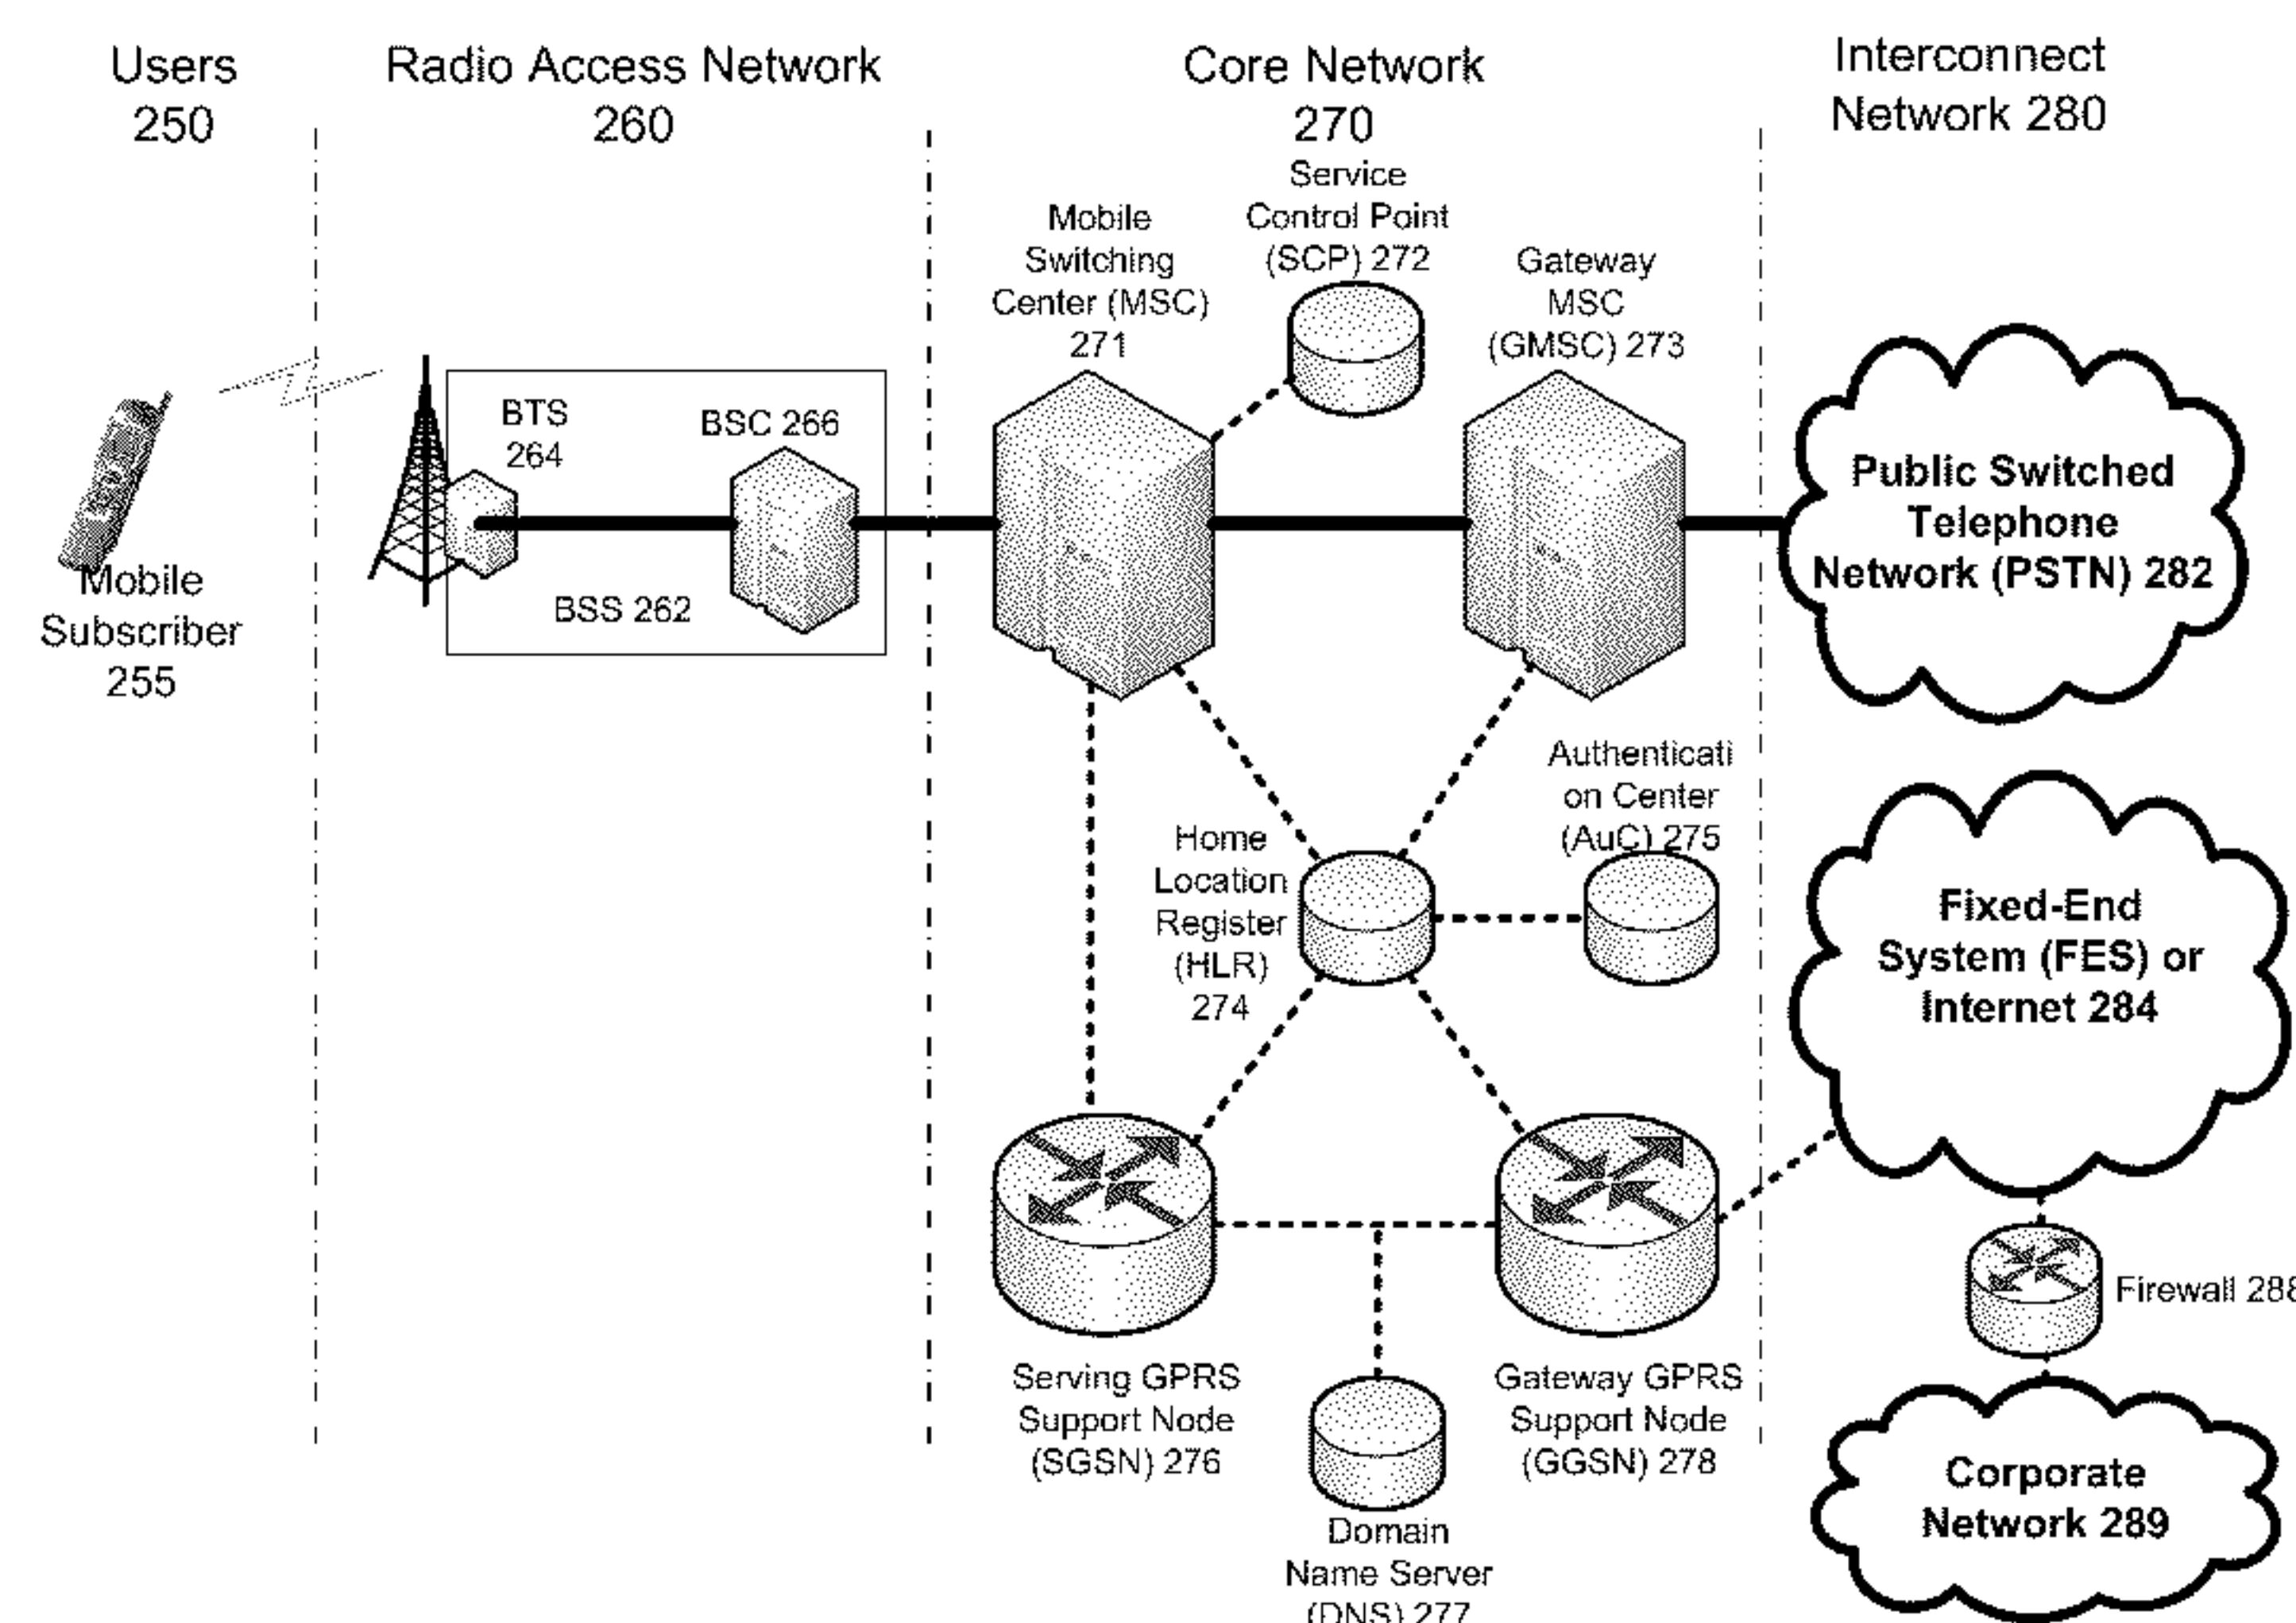 Users
250
Radio Access Network
260
Core Network
270
Interconnect
Network 280
Service
Control Point
(SCP) 272
Mobile
Switching
Center (MSC)
271
Gateway
MSC
(GMSC) 273
BTS
264
BSC 266
BSS 262
Mobile
Subscriber
255
Public Switched
Telephone
Network (PSTN) 282
Authenticati
on Center
(AuC) 275
Home
Location
Register
(HLR)
274
Fixed-End
System (FES) or
Internet 284
Firewall 288
Serving GPRS
Support Node
(SGSN) 276
Gateway GPRS
Support Node
(GGSN) 278
Corporate
Network 289
Domain
Name Server
(DNS) 277